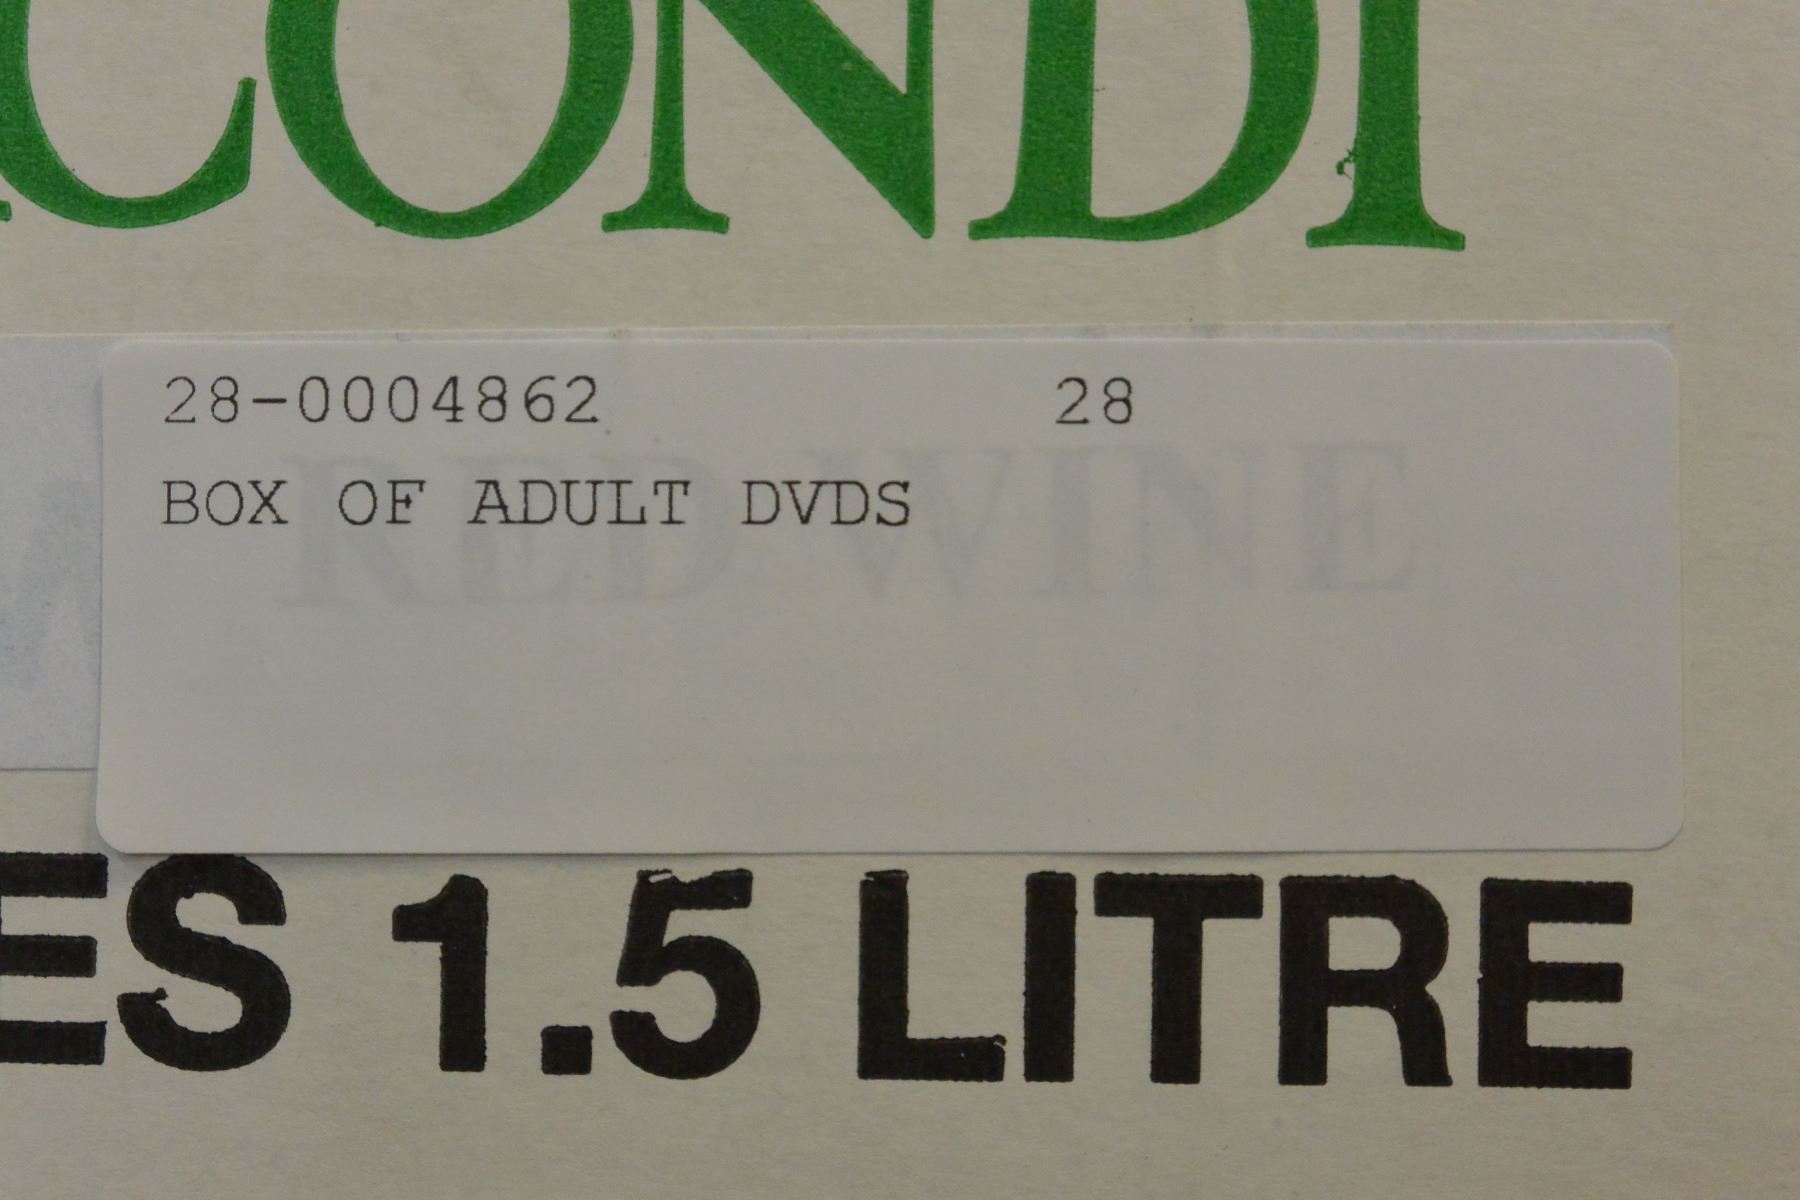 CONDI
28-0004862 28
BOX OF ADULT DVDS
RED WINE
ES 1.5 LITRE